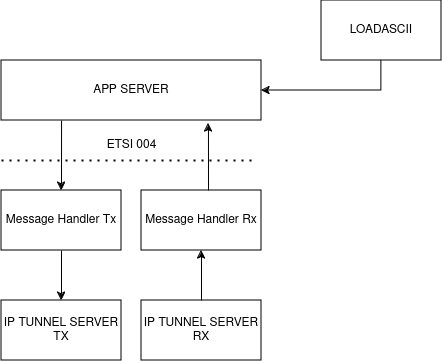 LOADASCII
APP SERVER
ETSI 004
Message Handler Tx
Message Handler Rx
IP TUNNEL SERVER
TX
IP TUNNEL SERVER
RX